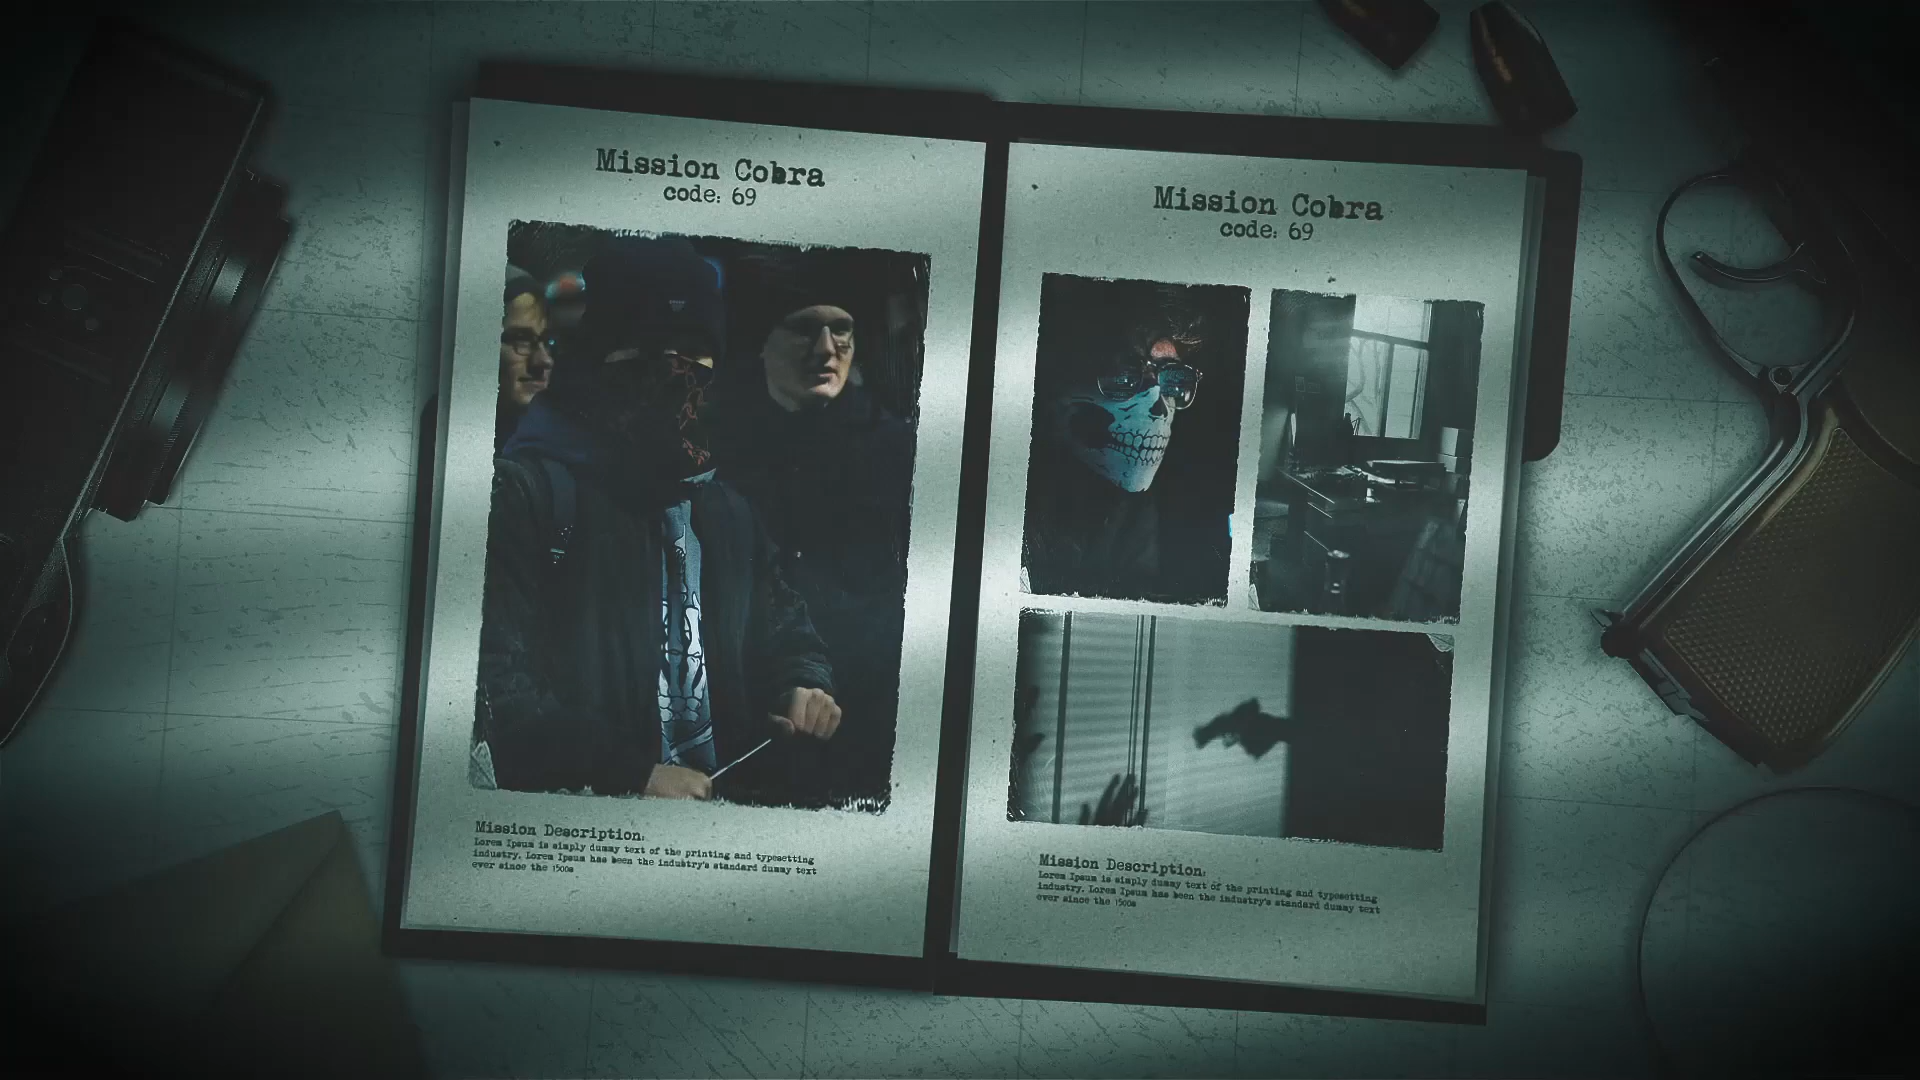 Mission Cobra
code: 69
Mission Description:
Lorem Ipsum is simply dummy text of the printing and typesetting
industry. Lorem Ipsum has been the industry's standard dummy text
ever since the 1500s
Mission Cobra
code: 69
Mission Description:
Lorem Ipsum is simply dummy text of the printing and typesetting
industry. Lorem Ipsum has been the industry's standard dummy text
ever since the 1500s